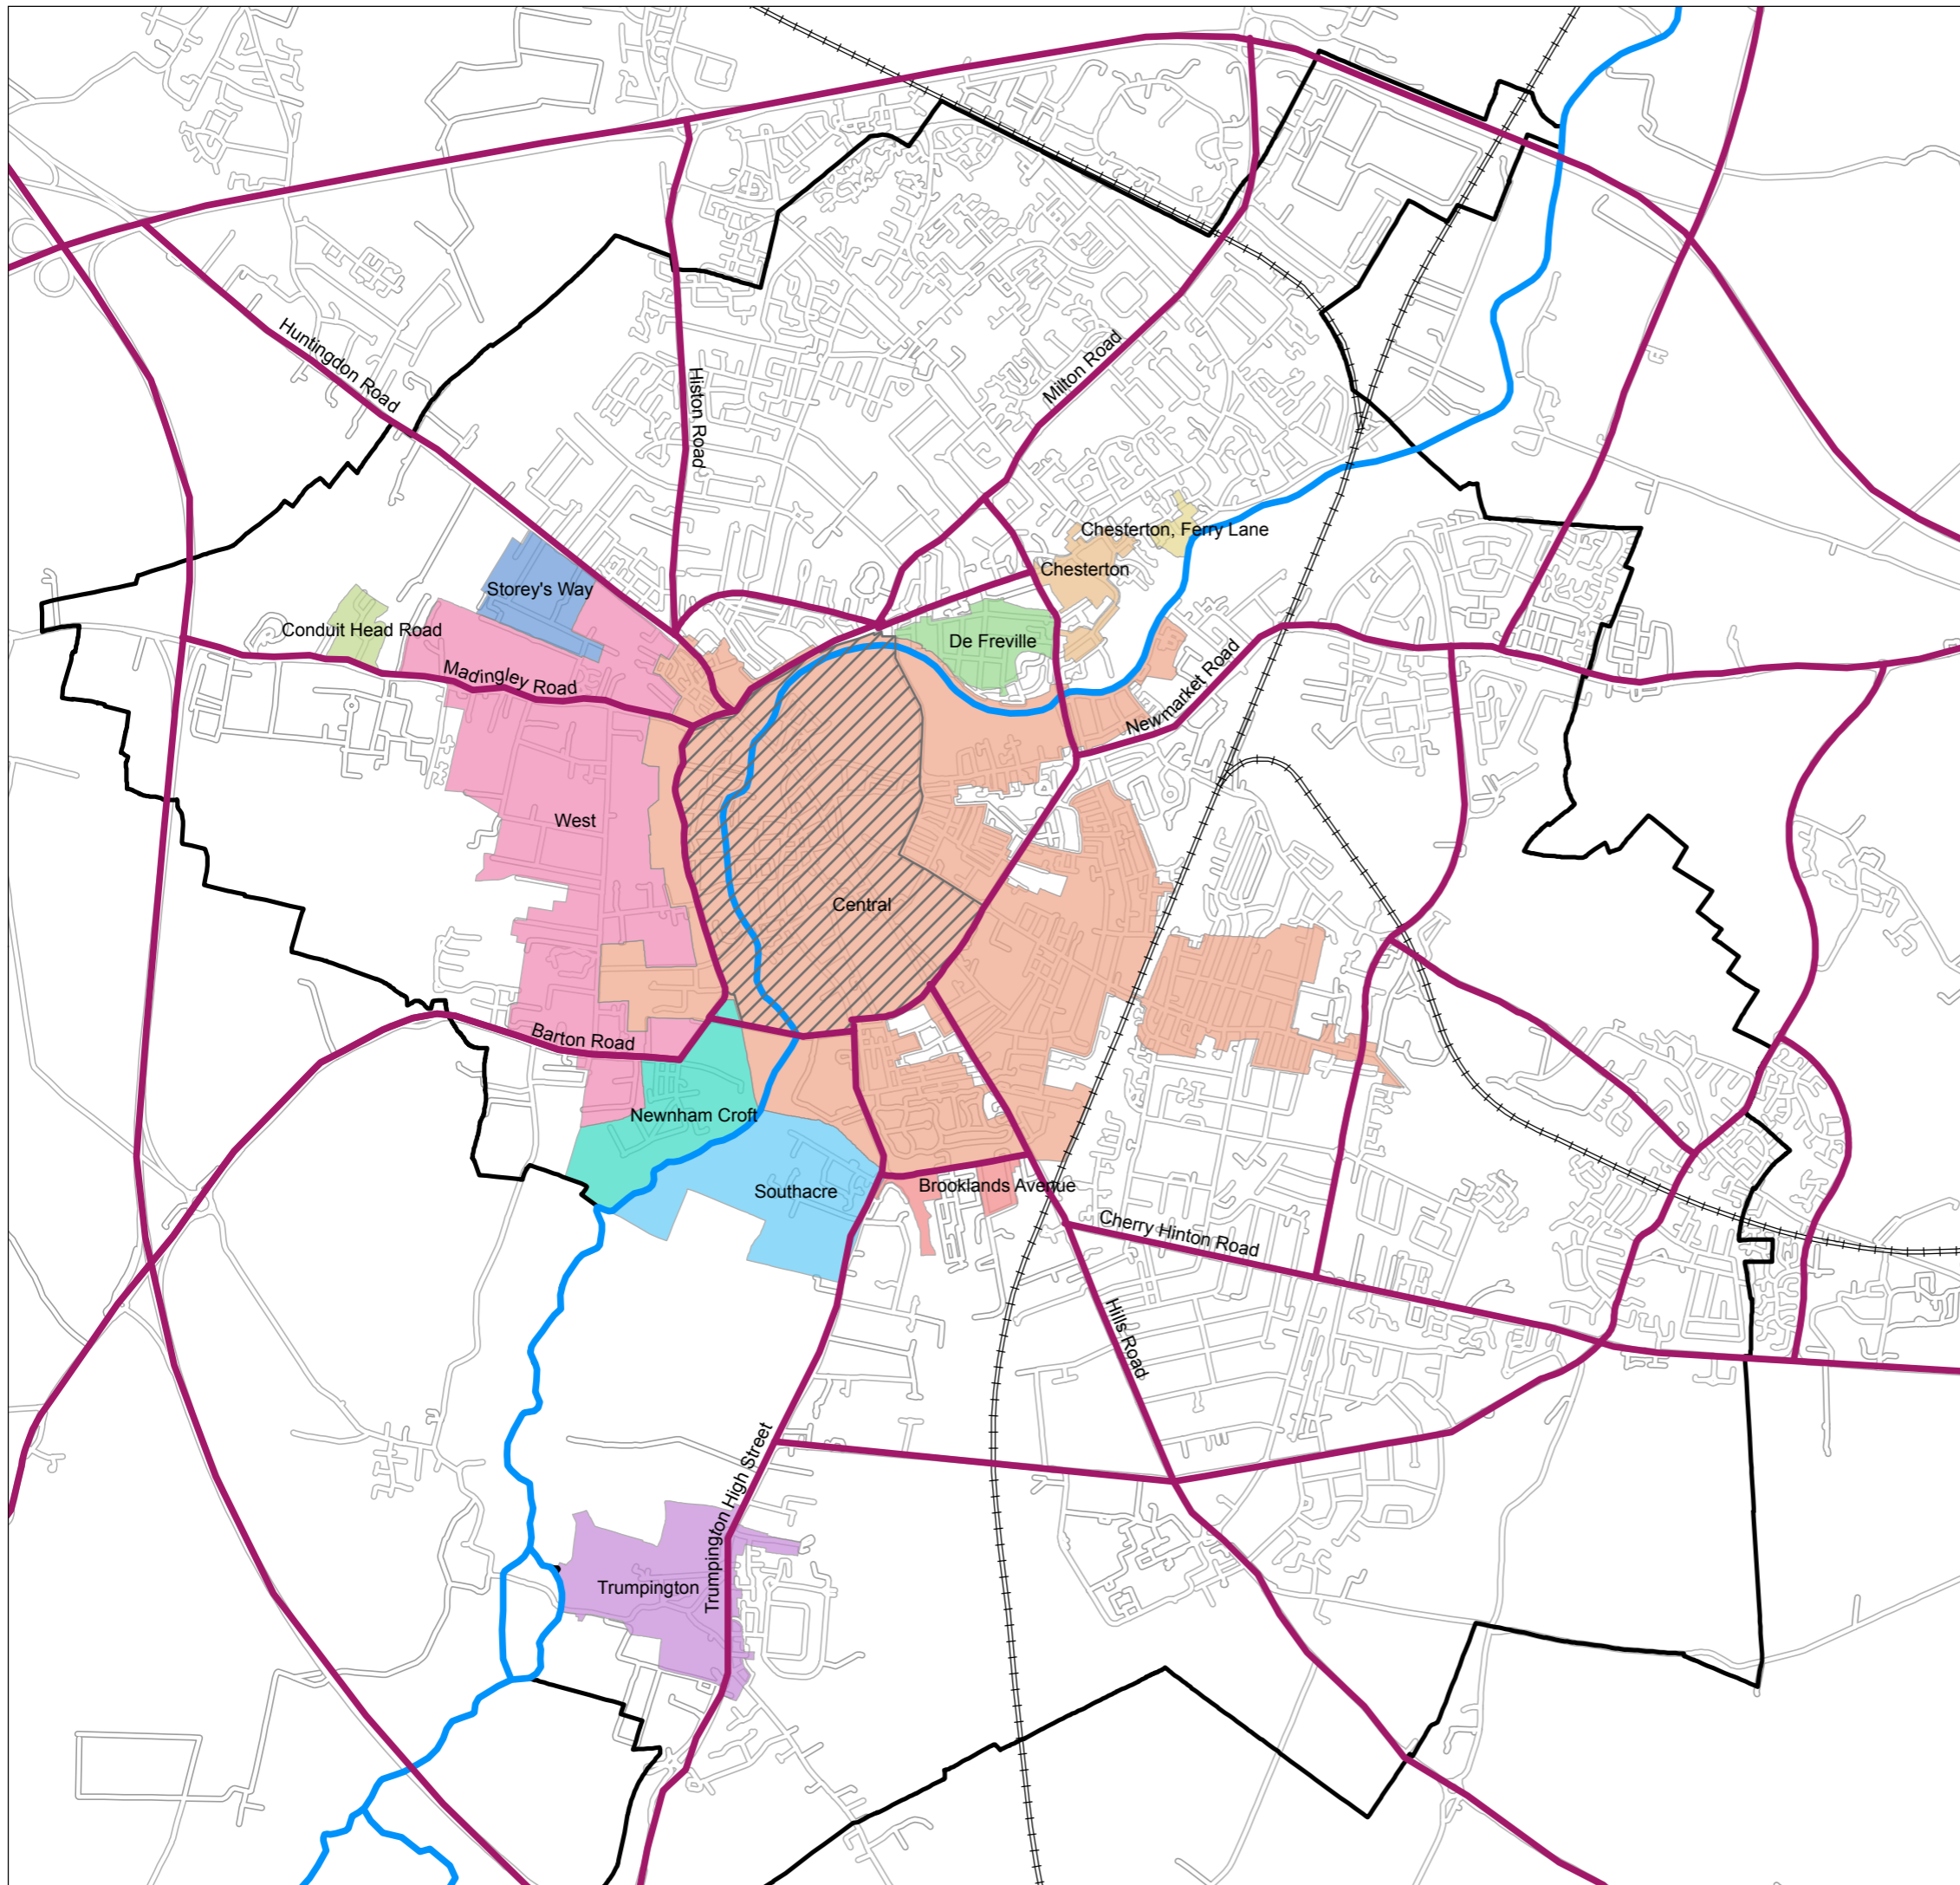 Huntingdon Road
Histon Road
Milton Road
Chesterton, Ferry Lane
Chesterton
Storey's Way
Conduit Head Road
De Freville
Madingley Road
Newmarket Road
West
Central
Barton Road
Newnham Croft
Southacre
Brooklands Avenue
Cherry Hinton Road
Hills Road
Trumpington High Street
Trumpington